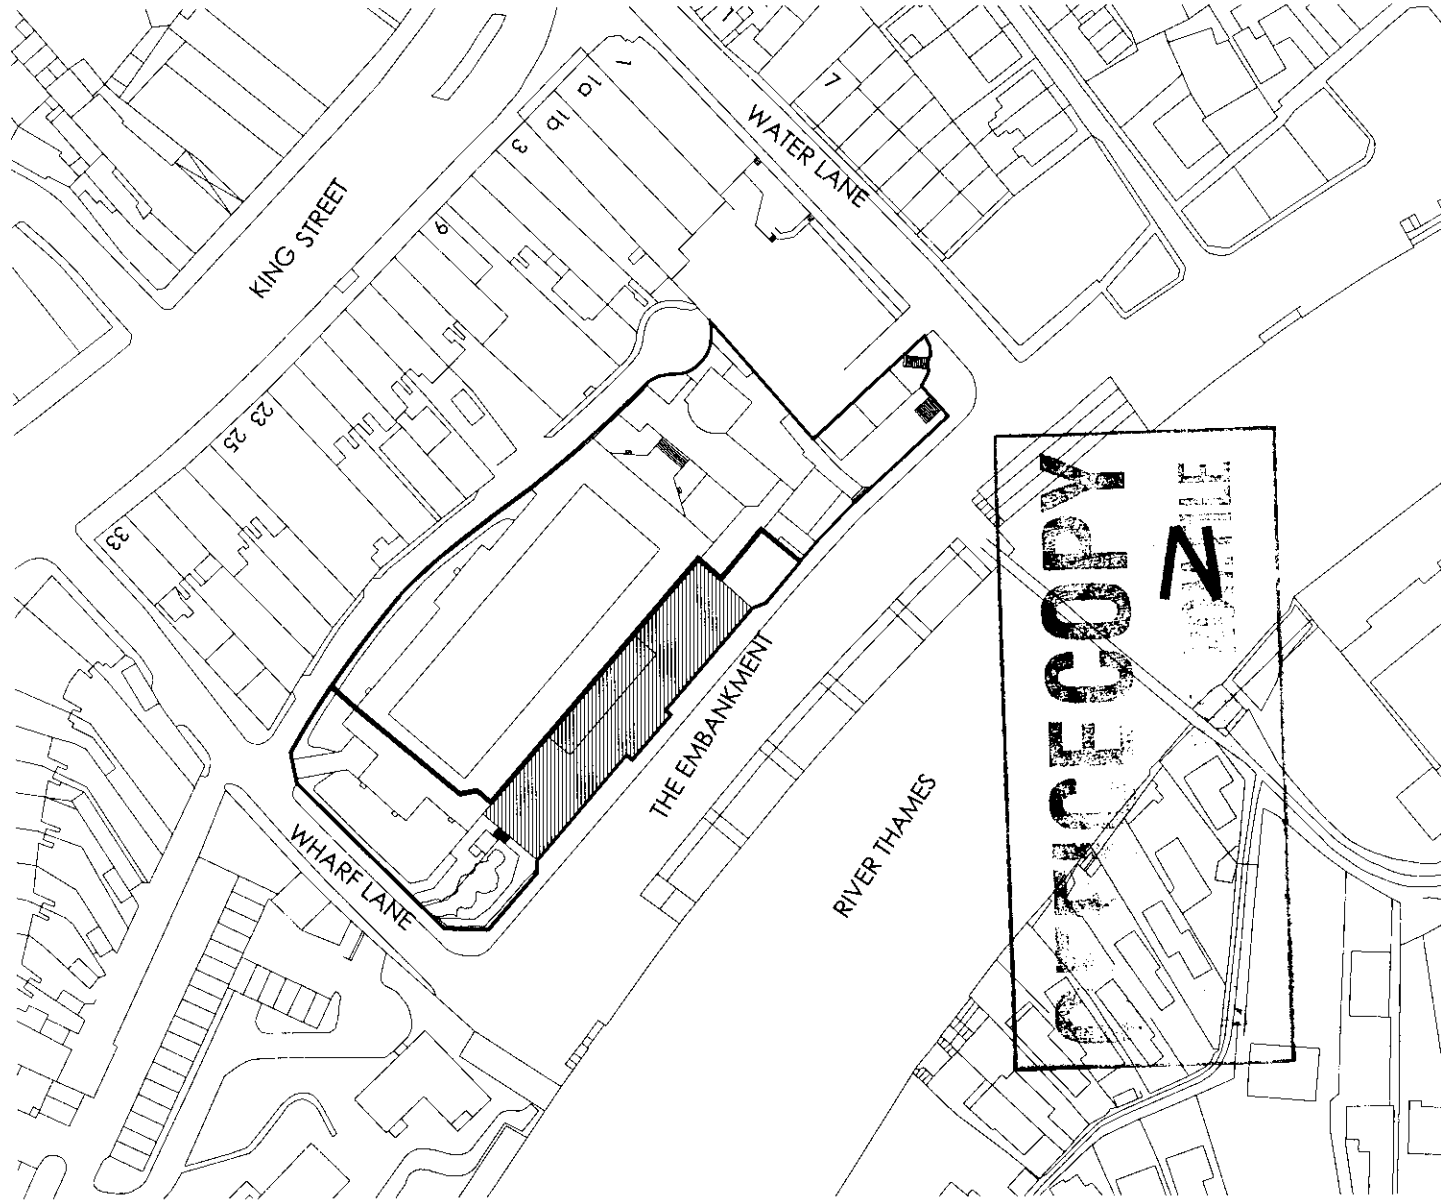 1
1a
1b
3
7
WATER LANE
KING STREET
9
23 25
33
OFFICE COPY
N
THE EMBANKMENT
RIVER THAMES
WHARF LANE